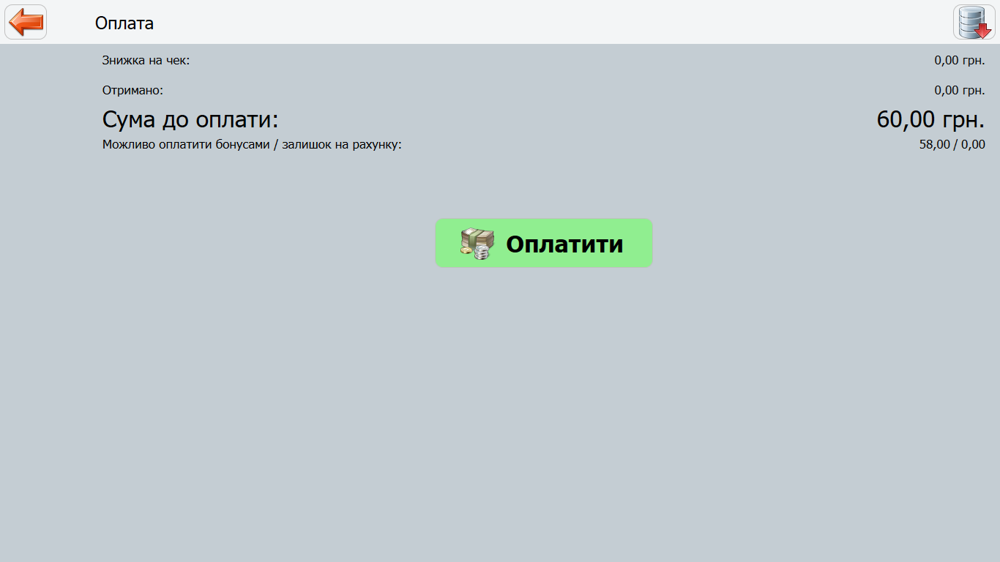 Оплата
Знижка на чек: 0,00 грн.
Отримано: 0,00 грн.
Сума до оплати: 60,00 грн.
Можливо оплатити бонусами / залишок на рахунку: 58,00 / 0,00
Оплатити